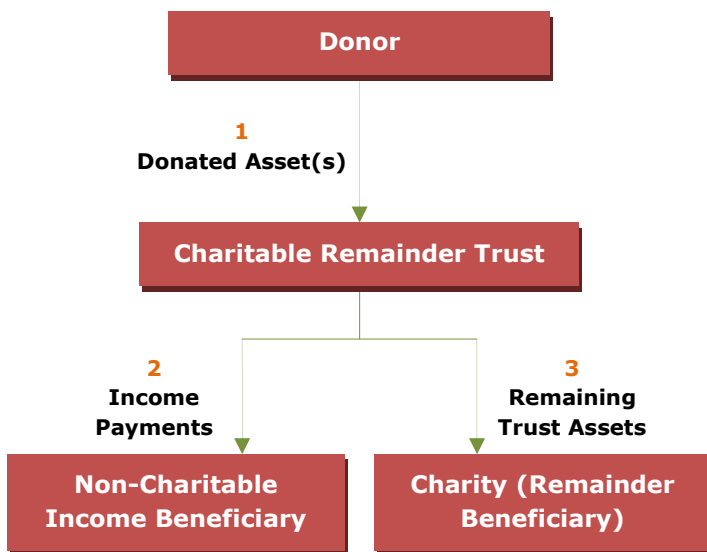 Donor
1
Donated Asset(s)
Charitable Remainder Trust
2
Income
Payments
3
Remaining
Trust Assets
Non-Charitable
Income Beneficiary
Charity (Remainder
Beneficiary)